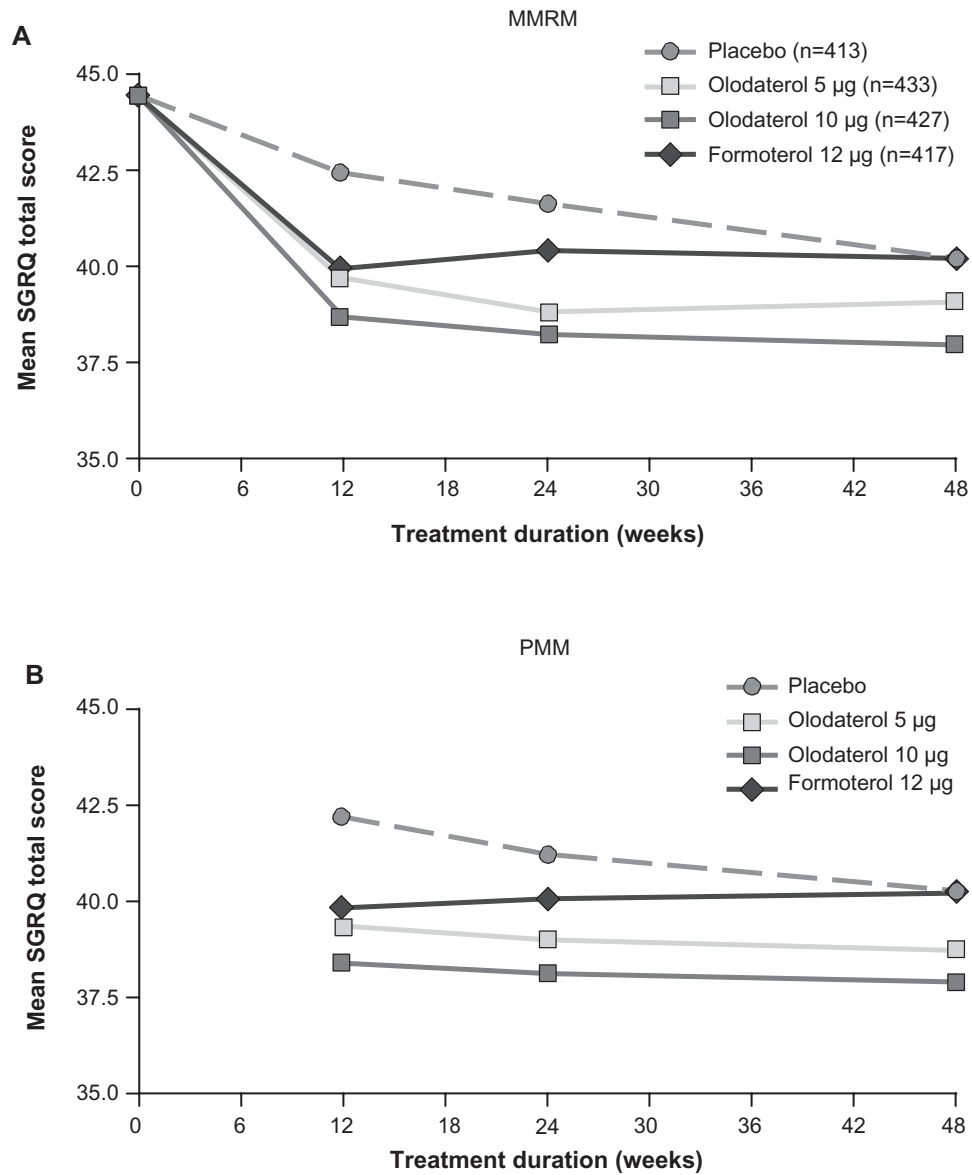 MMRM
A
Placebo (n=413)
Olodaterol 5 µg (n=433)
Olodaterol 10 µg (n=427)
Formoterol 12 µg (n=417)
45.0
42.5
40.0
37.5
35.0
Mean SGRQ total score
0 6 12 18 24 30 36 42 48
Treatment duration (weeks)
PMM
B
Placebo
Olodaterol 5 µg
Olodaterol 10 µg
Formoterol 12 µg
45.0
42.5
40.0
37.5
35.0
Mean SGRQ total score
0 6 12 18 24 30 36 42 48
Treatment duration (weeks)